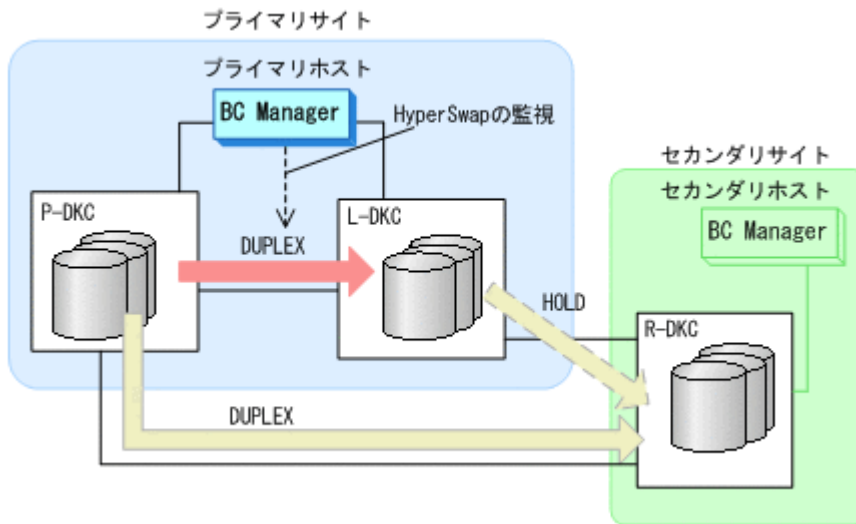 プライマリサイト
プライマリホスト
BC Manager
HyperSwapの監視
セカンダリサイト
セカンダリホスト
BC Manager
P-DKC
L-DKC
DUPLEX
HOLD
R-DKC
DUPLEX